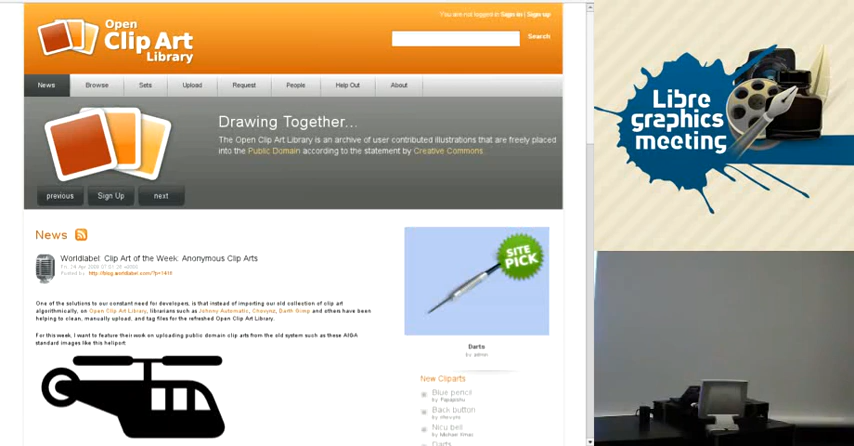 You are not logged in Sign in | Sign up
Open
Clip Art
Library
Search
News
Browse
Sets
Upload
Request
People
Help Out
About
Drawing Together...
The Open Clip Art Library is an archive of user contributed illustrations that are freely placed
into the Public Domain according to the statement by Creative Commons
previous
Sign Up
next
News
Worldlabel: Clip Art of the Week: Anonymous Clip Arts
Posted by: http://blog.worldlabel.com/?p=1419
One of the solutions to our constant need for developers, is that instead of importing our old collection of clip art
algorithmically, on Open Clip Art Library, librarians such as Johnny Automatic, Chovynz, Darth Gimp and others have been
helping to clean, manually upload, and tag files for the refreshed Open Clip Art Library.
For this week, I want to feature their work on uploading public domain clip arts from the old system such as these AIGA
standard images like this heliport:
SITE
PICK
Darts
by admin
New Cliparts
Blue pencil
by
Back button
by
Nicu bell
by Michael
Darts
Libre
graphics
meeting